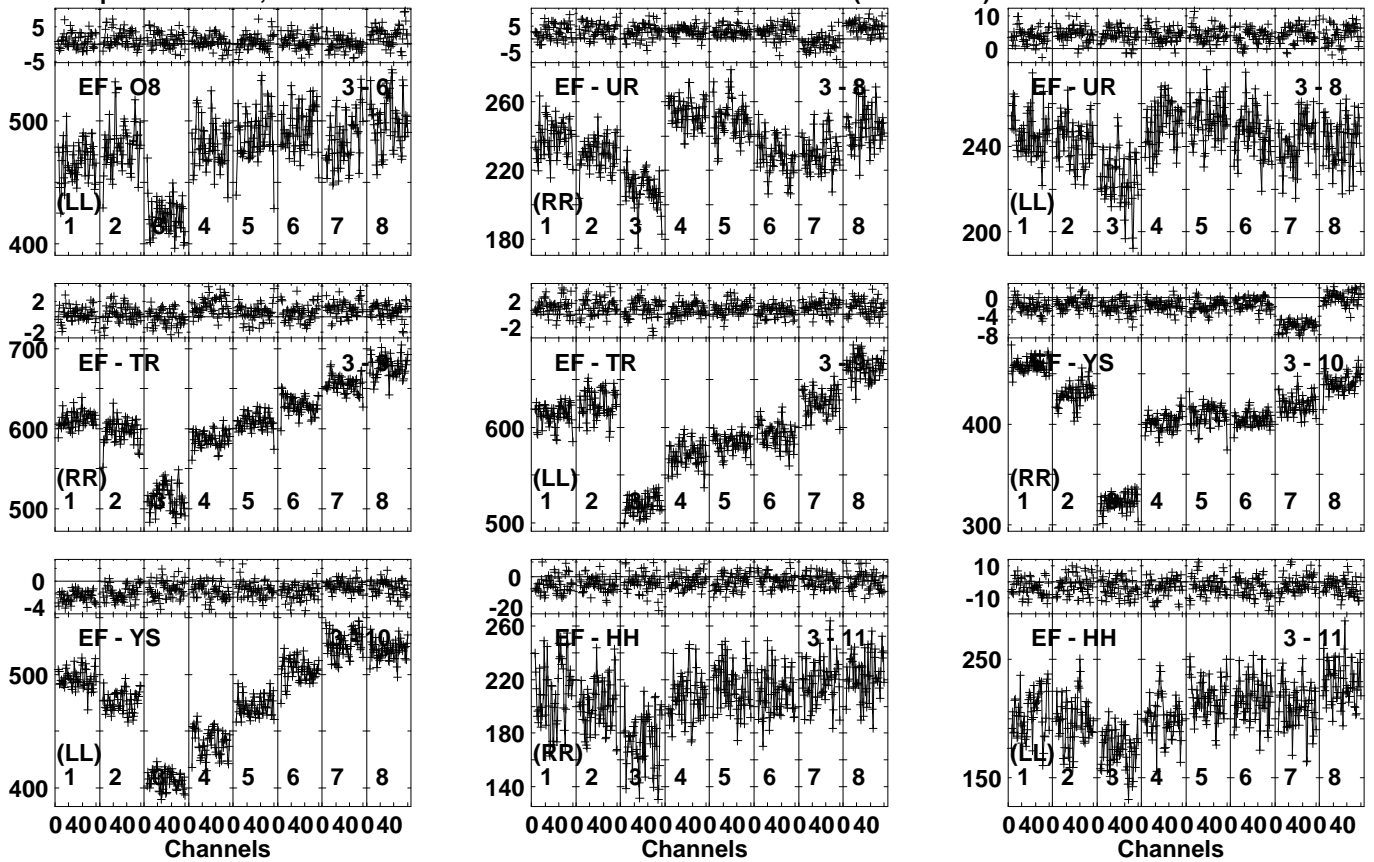 5
-5
EF - O8 3 - 6
500
(LL)
1 2 3 4 5 6 7 8
400
5
-5
EF - UR 3 - 8
260
220
(RR)
1 2 3 4 5 6 7 8
180
10
0
EF - UR 3 - 8
240
(LL)
1 2 3 4 5 6 7 8
200
2
-2
700
EF - TR 3 - 9
600
(RR)
1 2 3 4 5 6 7 8
500
2
-2
EF - TR 3 - 9
600
(LL)
1 2 3 4 5 6 7 8
500
0
-4
-8
EF - YS 3 - 10
400
(RR)
1 2 3 4 5 6 7 8
300
0
-4
EF - YS 3 - 10
500
(LL)
1 2 3 4 5 6 7 8
400
0 40 0 40 0 40 0 40 0 40 0 40 0 40 0 40
Channels
0
-20
260
EF - HH 3 - 11
220
180
(RR)
1 2 3 4 5 6 7 8
140
0 40 0 40 0 40 0 40 0 40 0 40 0 40 0 40
Channels
10
-10
EF - HH 3 - 11
250
(LL)
1 2 3 4 5 6 7 8
150
0 40 0 40 0 40 0 40 0 40 0 40 0 40 0 40
Channels